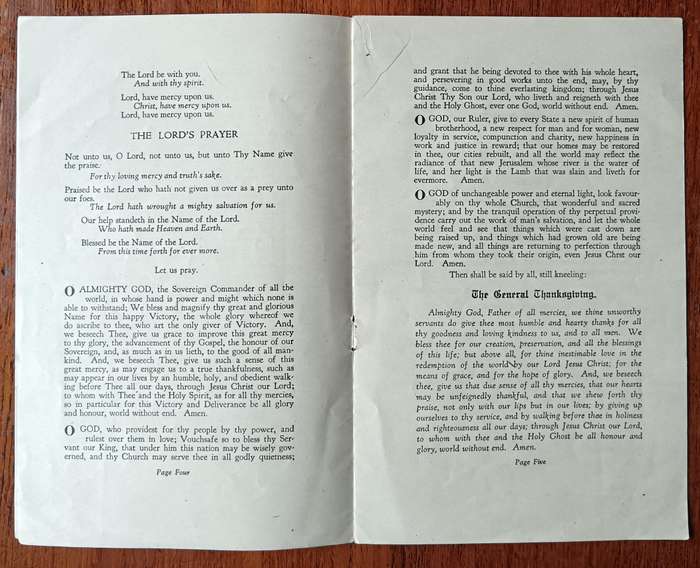 The Lord be with you.
And with thy spirit.
Lord, have mercy upon us.
Christ, have mercy upon us.
Lord, have mercy upon us.
THE LORD'S PRAYER
Not unto us, O Lord, not unto us, but unto Thy Name give
the praise.
For thy loving mercy and truth's sake.
Praised be the Lord who hath not given us over as a prey unto
our foes.
The Lord hath wrought a mighty salvation for us.
Our help standeth in the Name of the Lord.
Who hath made Heaven and Earth.
Blessed be the Name of the Lord.
From this time forth for ever more.
Let us pray.
O ALMIGHTY GOD, the Sovereign Commander of all the
world, in whose hand is power and might which none is
able to withstand; We bless and magnify thy great and glorious
Name for this happy Victory, the whole glory whereof we
do ascribe to thee, who art the only giver of Victory. And,
we beseech Thee, give us grace to improve this great mercy
to thy glory, the advancement of thy Gospel, the honour of our
Sovereign, and, as much as in us lieth, to the good of all man-
kind. And, we beseech Thee, give us such a sense of this
great mercy, as may engage us to a true thankfulness, such as
may appear in our lives by an humble, holy, and obedient walk-
ing before Thee all our days, through Jesus Christ our Lord;
to whom with Thee and the Holy Spirit, as for all thy mercies,
so in particular for this Victory and Deliverance be all glory
and honour, world without end. Amen.
O GOD, who providest for thy people by thy power, and
rulest over them in love; Vouchsafe so to bless thy Ser-
vant our King, that under him this nation may be wisely gov-
erned, and thy Church may serve thee in all godly quietness;
Page Four
and grant that he being devoted to thee with his whole heart,
and persevering in good works unto the end, may, by thy
guidance, come to thine everlasting kingdom; through Jesus
Christ Thy Son our Lord, who liveth and reigneth with thee
and the Holy Ghost, ever one God, world without end. Amen.
O GOD, our Ruler, give to every State a new spirit of human
brotherhood, a new respect for man and for woman, new
loyalty in service, compunction and charity, new happiness in
work and justice in reward; that our homes may be restored
in thee, our cities rebuilt, and all the world may reflect the
radiance of that new Jerusalem whose river is the water of
life, and her light is the Lamb that was slain and liveth for
evermore. Amen.
O GOD of unchangeable power and eternal light, look favour-
ably on thy whole Church, that wonderful and sacred
mystery; and by the tranquil operation of thy perpetual provi-
dence carry out the work of man's salvation, and let the whole
world feel and see that things which were cast down are
being raised up, and things which had grown old are being
made new, and all things are returning to perfection through
him from whom they took their origin, even Jesus Chrst our
Lord. Amen.
Then shall be said by all, still kneeling:
The General Thanksgiving.
Almighty God, Father of all mercies, we thine unworthy
servants do give thee most humble and hearty thanks for all
thy goodness and loving kindness to us, and to all men. We
bless thee for our creation, preservation, and all the blessings
of this life; but above all, for thine inestimable love in the
redemption of the world by our Lord Jesus Christ; for the
means of grace, and for the hope of glory. And, we beseech
thee, give us that due sense of all thy mercies, that our hearts
may be unfeignedly thankful, and that we shew forth thy
praise, not only with our lips but in our lives; by giving up
ourselves to thy service, and by walking before thee in holiness
and righteousness all our days; through Jesus Christ our Lord,
to whom with thee and the Holy Ghost be all honour and
glory, world without end. Amen.
Page Five